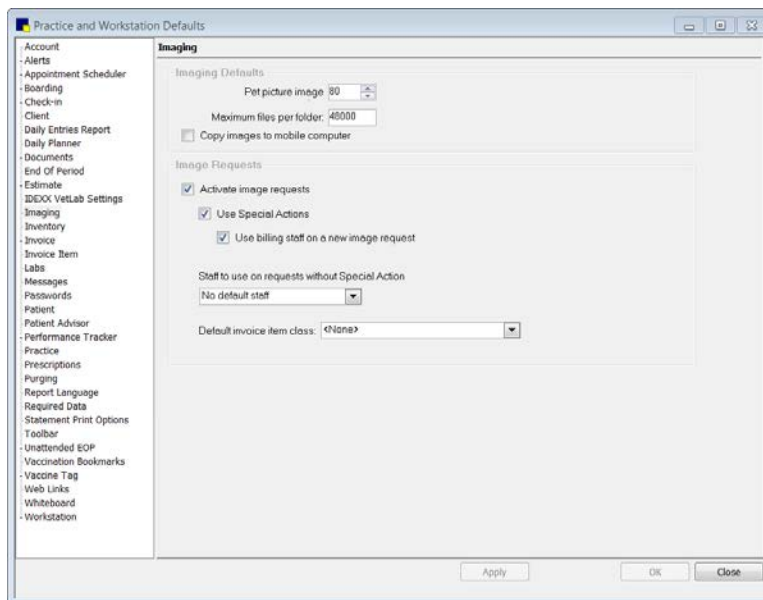 Practice and Workstation Defaults
Account
Alerts
Appointment Scheduler
Boarding
Check-in
Client
Daily Entries Report
Daily Planner
Documents
End Of Period
Estimate
IDEXX VetLab Settings
Imaging
Inventory
Invoice
Invoice Item
Labs
Messages
Passwords
Patient
Patient Advisor
Performance Tracker
Practice
Prescriptions
Purging
Report Language
Required Data
Statement Print Options
Toolbar
Unattended EOP
Vaccination Bookmarks
Vaccine Tag
Web Links
Whiteboard
Workstation
Imaging
Imaging Defaults
Pet picture image 80
Maximum files per folder: 48000
Copy images to mobile computer
Image Requests
Activate image requests
Use Special Actions
Use billing staff on a new image request
Staff to use on requests without Special Action
No default staff
Default invoice item class: <None>
Apply OK Close